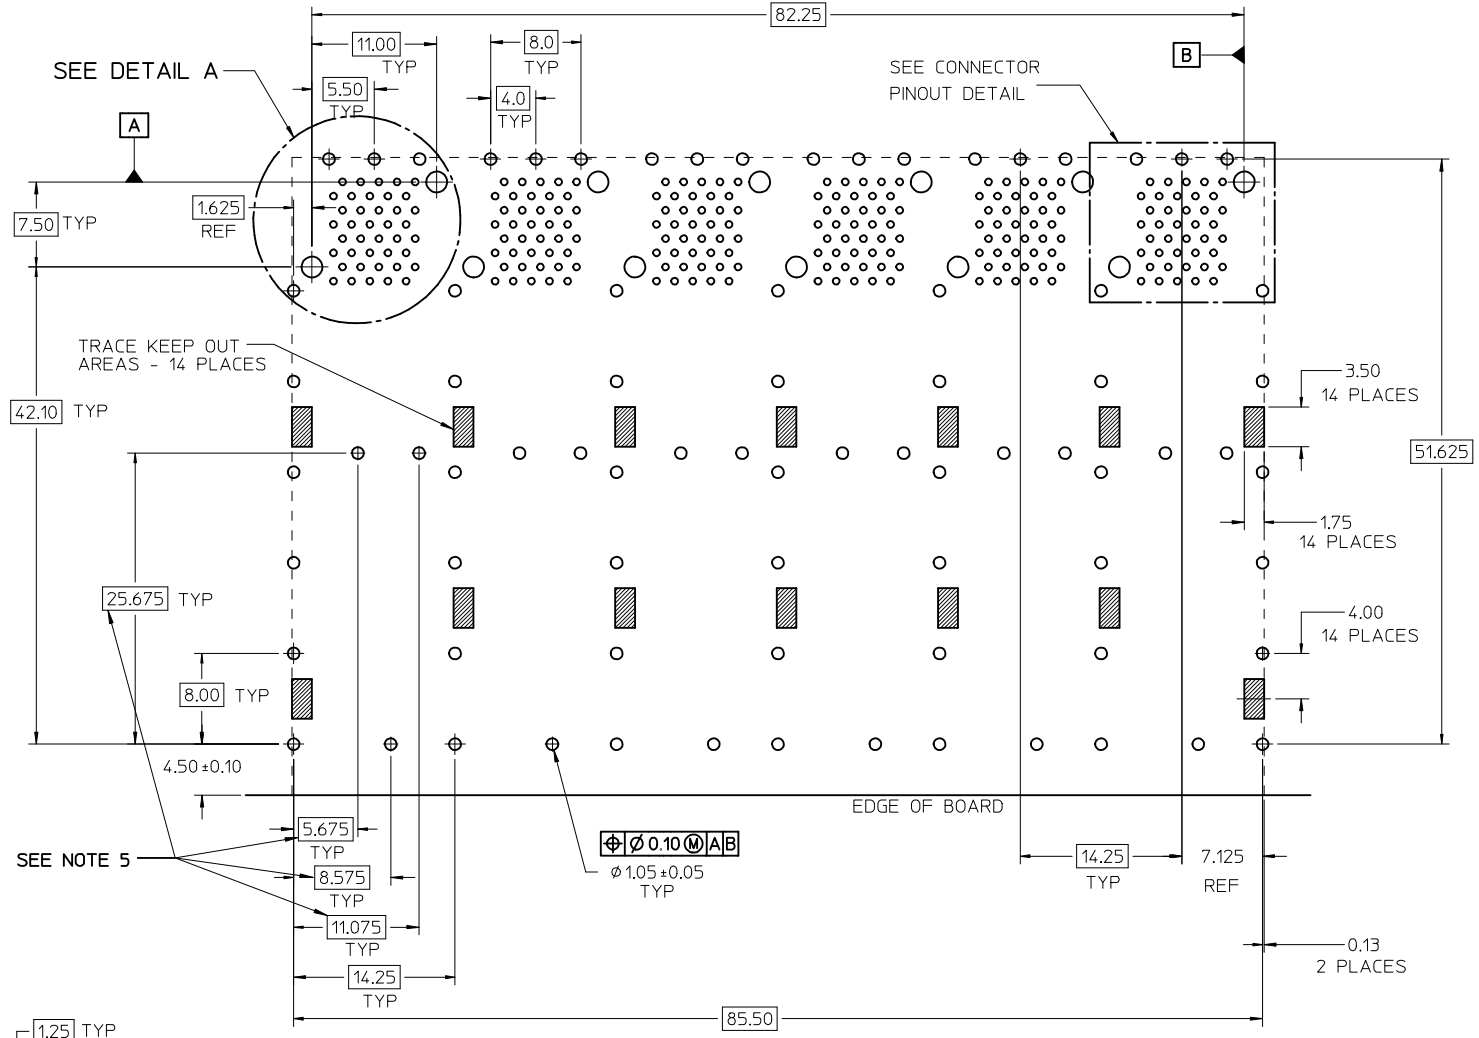 82.25
11.00
TYP
8.0
TYP
B
SEE DETAIL A
SEE CONNECTOR
PINOUT DETAIL
5.50
TYP
4.0
TYP
A
7.50 TYP
1.625
REF
TRACE KEEP OUT
AREAS - 14 PLACES
3.50
14 PLACES
42.10 TYP
51.625
1.75
14 PLACES
25.675 TYP
4.00
14 PLACES
8.00 TYP
4.50±0.10
EDGE OF BOARD
5.675
TYP
⌖ Ø 0.10 Ⓜ A B
SEE NOTE 5
14.25
TYP
7.125
REF
8.575
TYP
Ø1.05±0.05
TYP
11.075
TYP
0.13
2 PLACES
14.25
TYP
85.50
1.25 TYP